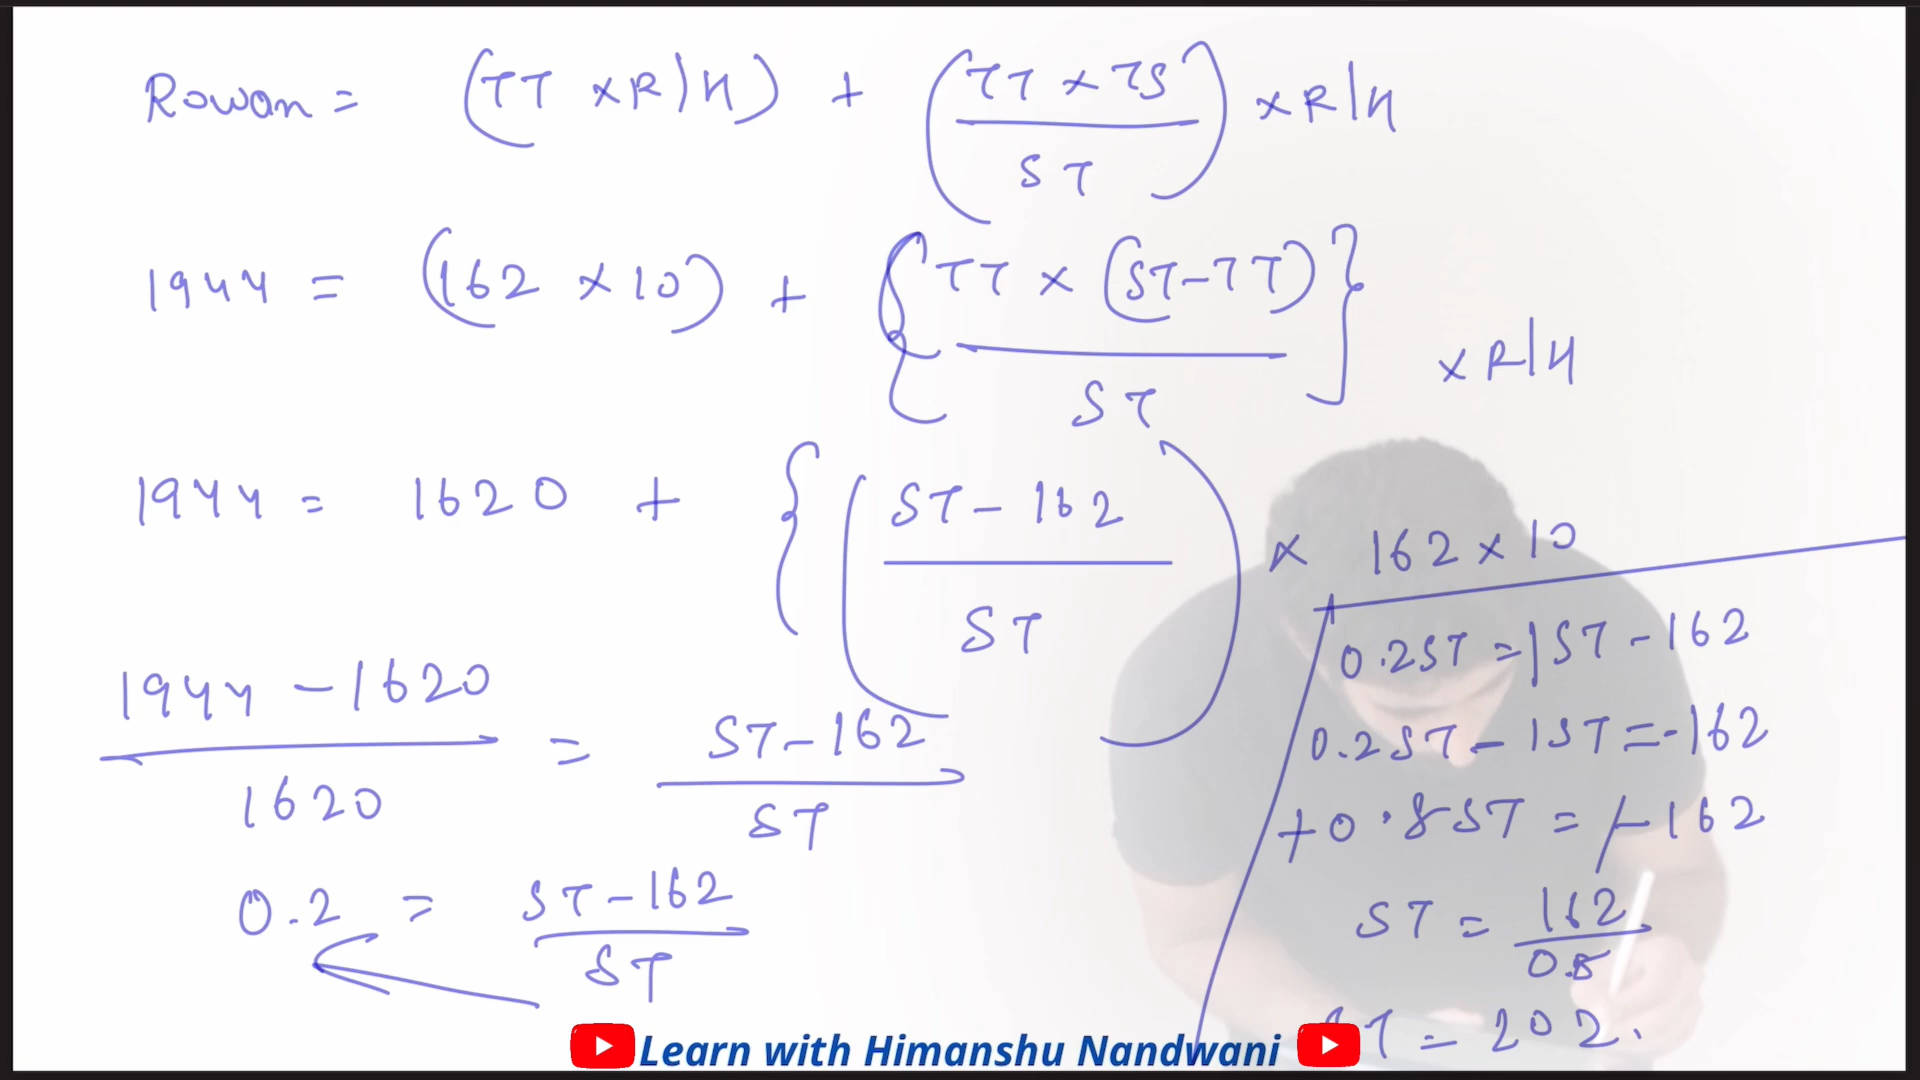 Rowan = (TT × R/H) + (TT × TS / ST) × R/H
1944 = (162 × 10) + {TT × (ST - TT) / ST} × R/H
1944 = 1620 + {(ST - 162 / ST) × 162 × 10
1944 - 1620 / 1620 = ST - 162 / ST
0.2 = ST - 162 / ST
0.2ST = 1ST - 162
0.2ST - 1ST = -162
+0.8ST = -162
ST = 162 / 0.8
ST = 202.
Learn with Himanshu Nandwani